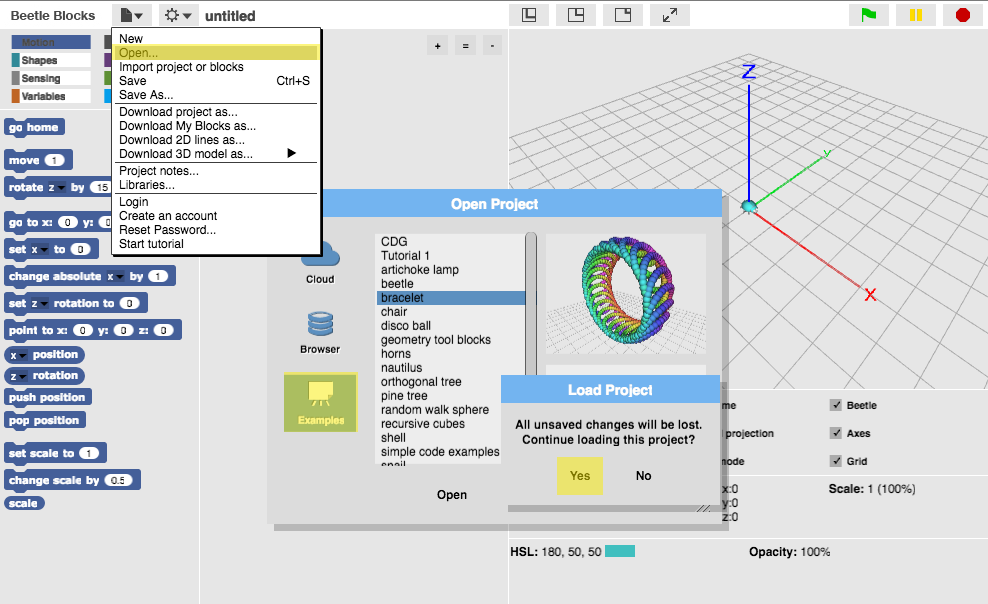 Beetle Blocks
untitled
Motion
Shapes
Sensing
Variables
New
Open...
Import project or blocks
Save Ctrl+S
Save As...
Download project as...
Download My Blocks as...
Download 2D lines as...
Download 3D model as...
Project notes...
Libraries...
Login
Create an account
Reset Password...
Start tutorial
+ = -
go home
move 1
rotate z by 15
go to x: 0 y: 0
set x to 0
change absolute x by 1
set z rotation to 0
point to x: 0 y: 0 z: 0
x position
z rotation
push position
pop position
set scale to 1
change scale by 0.5
scale
Open Project
Cloud
Browser
Examples
CDG
Tutorial 1
artichoke lamp
beetle
bracelet
chair
disco ball
geometry tool blocks
horns
nautilus
orthogonal tree
pine tree
random walk sphere
recursive cubes
shell
simple code examples
snail
Open
Load Project
All unsaved changes will be lost.
Continue loading this project?
Yes No
Z
y
X
Beetle
projection
Axes
Grid
x:0
y:0
z:0
Scale: 1 (100%)
HSL: 180, 50, 50
Opacity: 100%